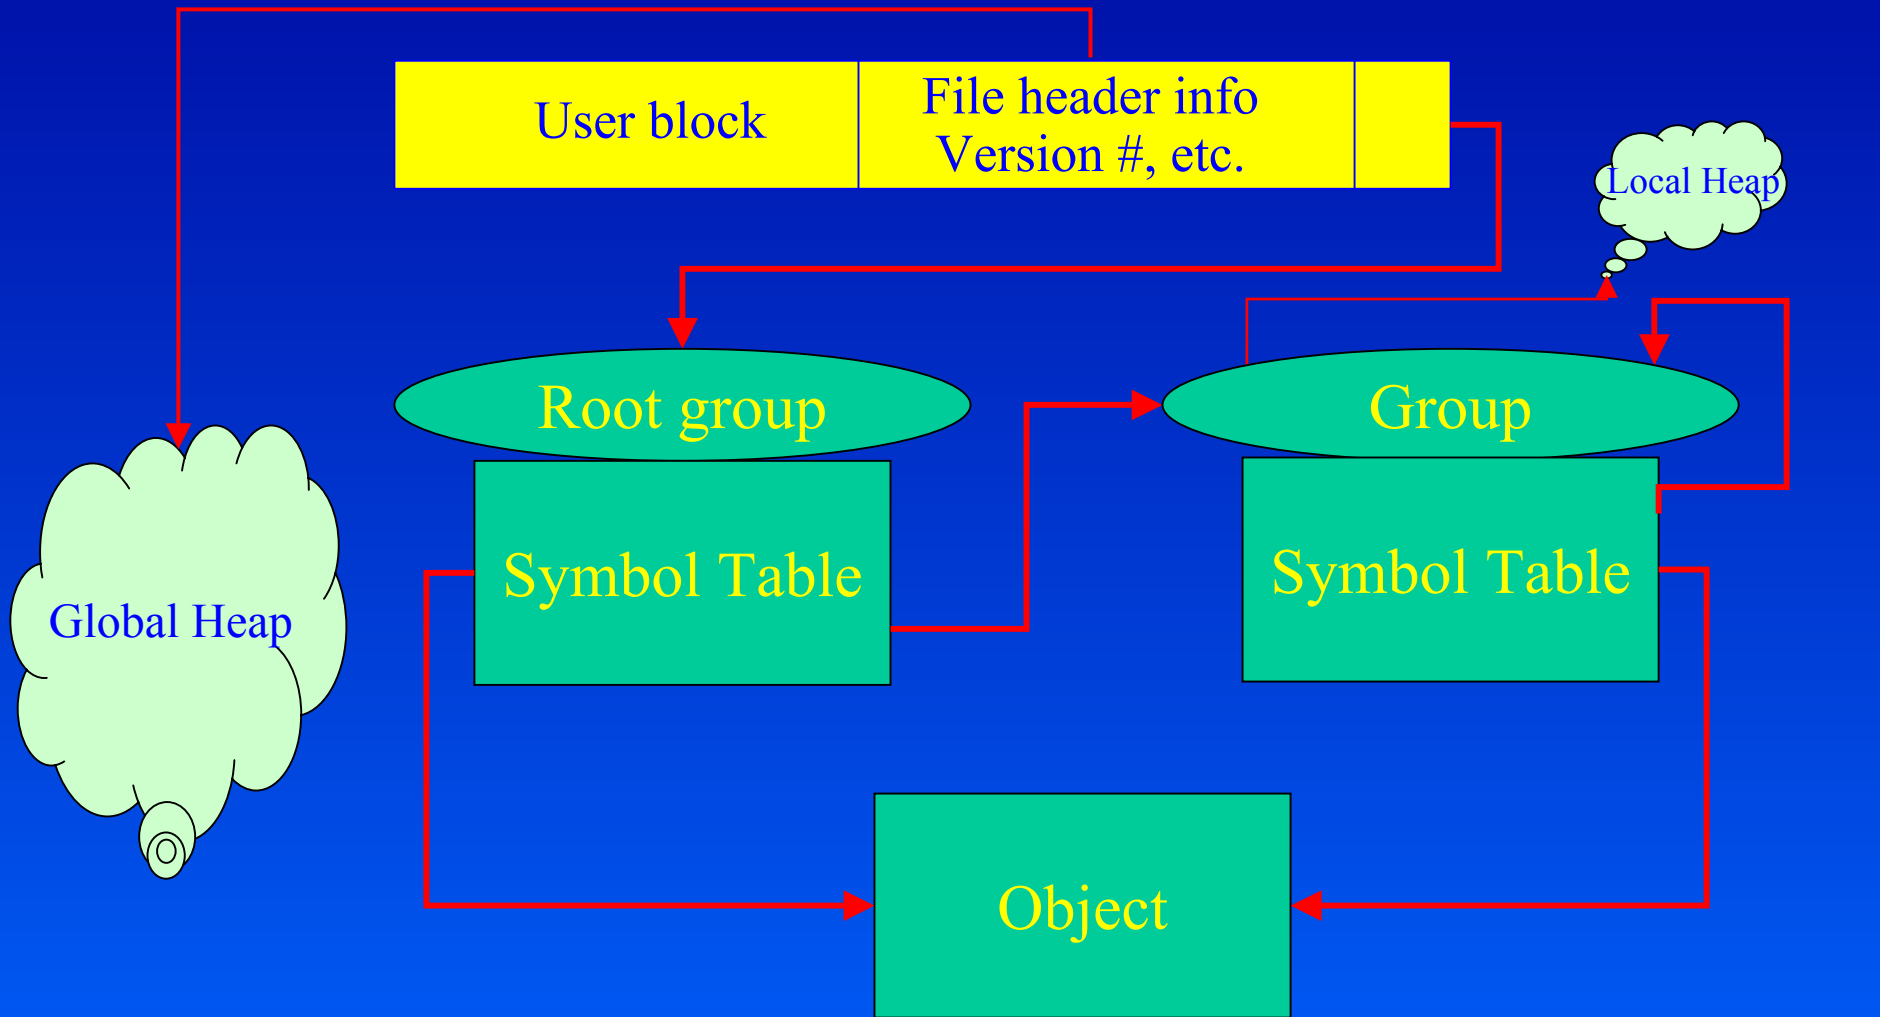 User block
File header info
Version #, etc.
Local Heap
Root group
Group
Symbol Table
Symbol Table
Global Heap
Object